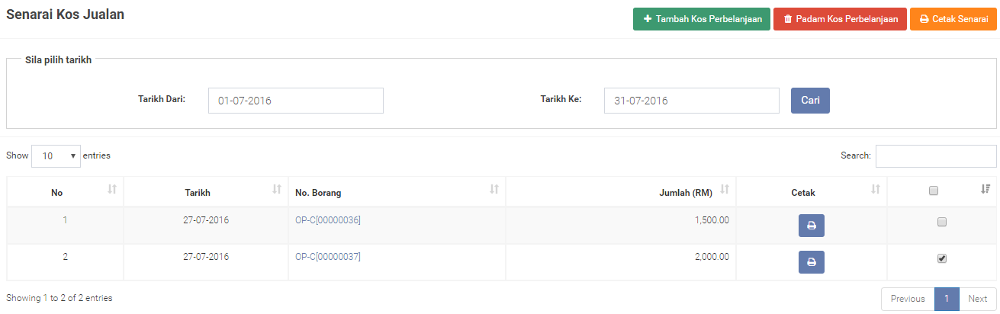 Senarai Kos Jualan
Tambah Kos Perbelanjaan Padam Kos Perbelanjaan Cetak Senarai
Sila pilih tarikh
Tarikh Dari: 01-07-2016 Tarikh Ke: 31-07-2016 Cari
Show 10 entries Search:
No Tarikh No. Borang Jumlah (RM) Cetak
1 27-07-2016 OP-C[00000036] 1,500.00
2 27-07-2016 OP-C[00000037] 2,000.00
Showing 1 to 2 of 2 entries Previous 1 Next